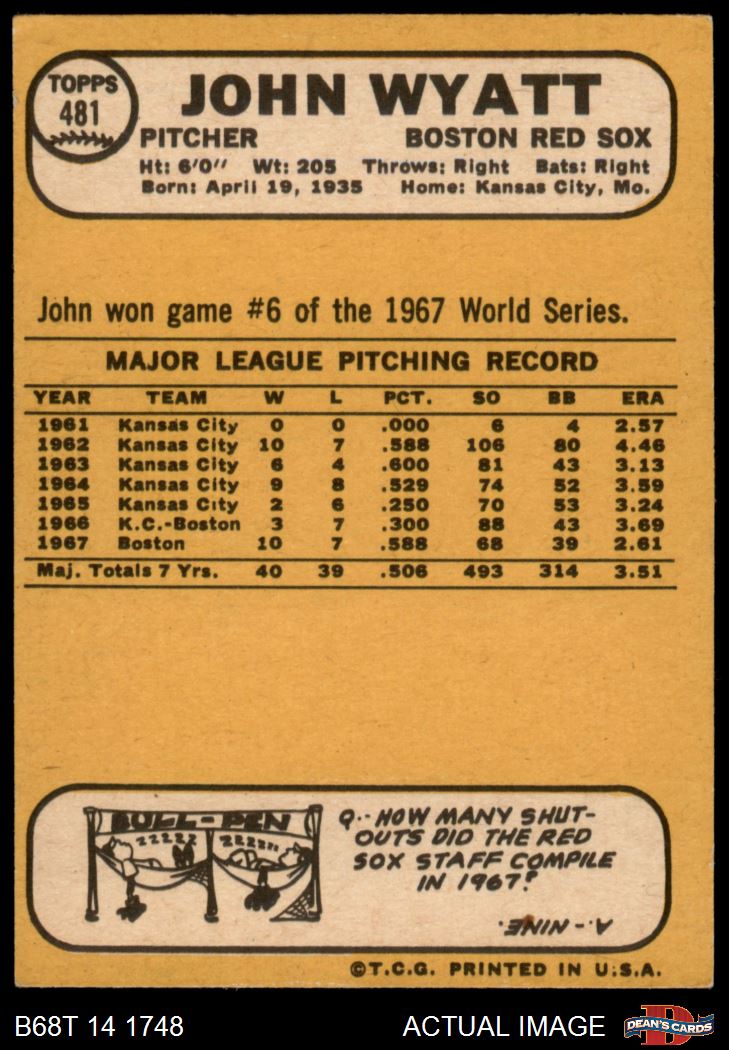 TOPPS
481
JOHN WYATT
PITCHER BOSTON RED SOX
Ht: 6'0" Wt: 205 Throws: Right Bats: Right
Born: April 19, 1935 Home: Kansas City, Mo.
John won game #6 of the 1967 World Series.
MAJOR LEAGUE PITCHING RECORD
YEAR TEAM W L PCT. SO BB ERA
1961 Kansas City 0 0 .000 6 4 2.57
1962 Kansas City 10 7 .588 106 80 4.46
1963 Kansas City 6 4 .600 81 43 3.13
1964 Kansas City 9 8 .529 74 52 3.59
1965 Kansas City 2 6 .250 70 53 3.24
1966 K.C.-Boston 3 7 .300 88 43 3.69
1967 Boston 10 7 .588 68 39 2.61
Maj. Totals 7 Yrs. 40 39 .506 493 314 3.51
BULL-PEN
ZZZZZ ZZZZZ
Q-- HOW MANY SHUT-
OUTS DID THE RED
SOX STAFF COMPILE
IN 1967?
A.- NINE.
©T.C.G. PRINTED IN U.S.A.
B68T 14 1748 ACTUAL IMAGE
D
DEAN'S CARDS